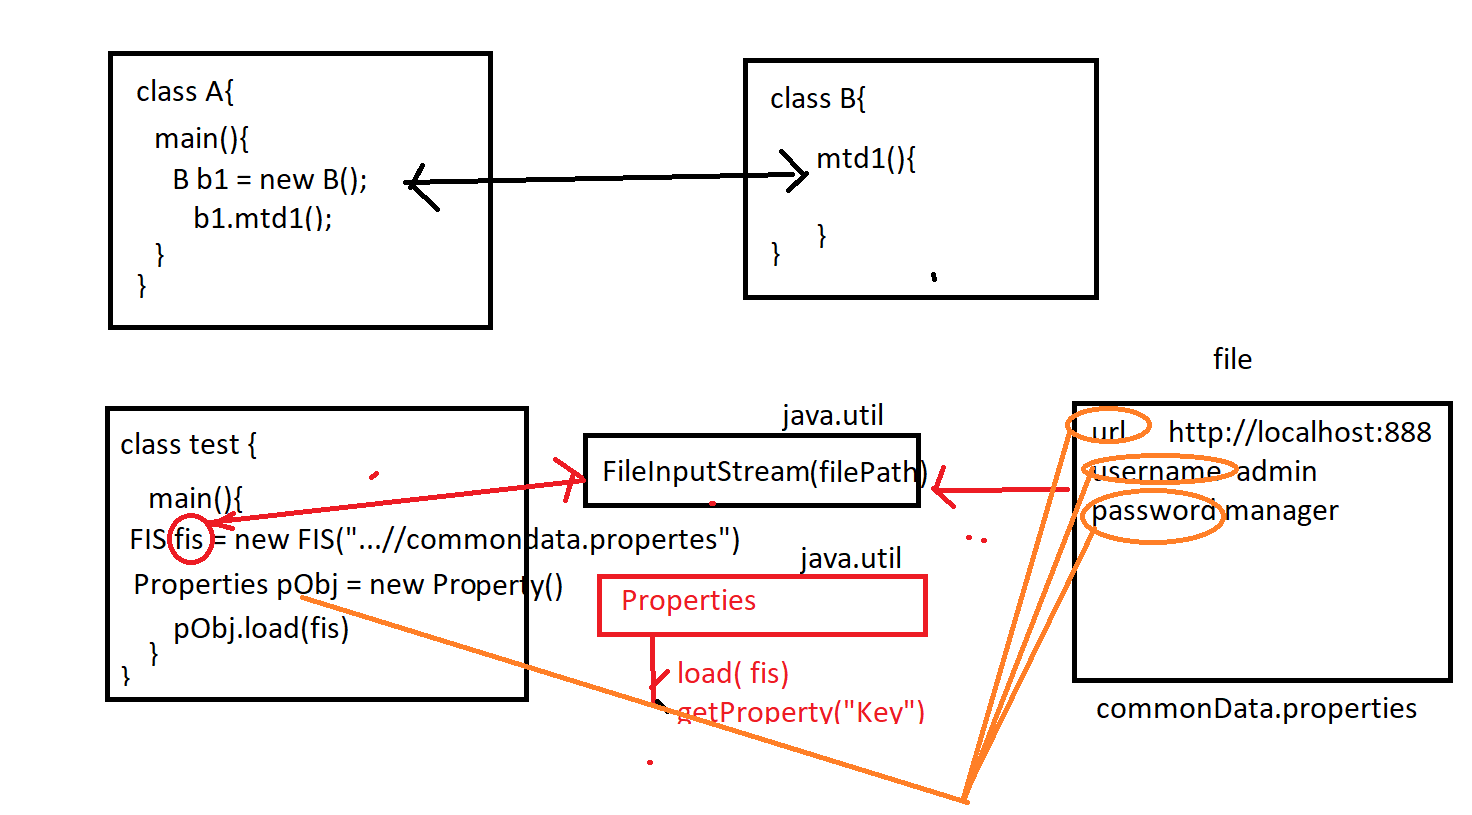 class A{
main(){
B b1 = new B();
b1.mtd1();
}
}
class B{
mtd1(){
}
}
file
class test {
main(){
FIS fis = new FIS("...//commondata.propertes")
Properties pObj = new Property()
pObj.load(fis)
}
}
java.util
FileInputStream(filePath)
java.util
Properties
load( fis)
getProperty("Key")
url http://localhost:888
username admin
password manager
commonData.properties